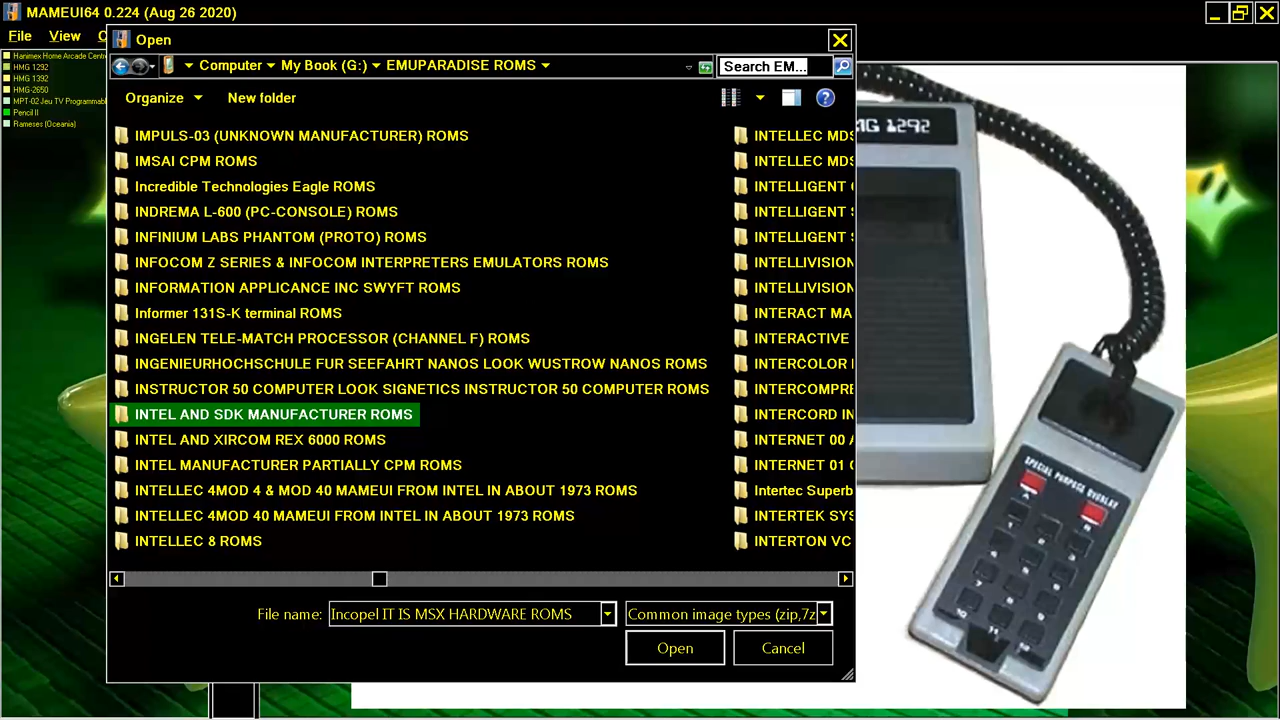 MAMEUI64 0.224 (Aug 26 2020)
File View C
Hanimex Home Arcade Centre
HMG 1292
HMG 1392
HMG-2650
MPT-02 Jeu TV Programmabl
Pencil II
Rameses (Oceania)
Open
Computer My Book (G:) EMUPARADISE ROMS
Search EM...
Organize New folder
IMPULS-03 (UNKNOWN MANUFACTURER) ROMS
IMSAI CPM ROMS
Incredible Technologies Eagle ROMS
INDREMA L-600 (PC-CONSOLE) ROMS
INFINIUM LABS PHANTOM (PROTO) ROMS
INFOCOM Z SERIES & INFOCOM INTERPRETERS EMULATORS ROMS
INFORMATION APPLICANCE INC SWYFT ROMS
Informer 131S-K terminal ROMS
INGELEN TELE-MATCH PROCESSOR (CHANNEL F) ROMS
INGENIEURHOCHSCHULE FUR SEEFAHRT NANOS LOOK WUSTROW NANOS ROMS
INSTRUCTOR 50 COMPUTER LOOK SIGNETICS INSTRUCTOR 50 COMPUTER ROMS
INTEL AND SDK MANUFACTURER ROMS
INTEL AND XIRCOM REX 6000 ROMS
INTEL MANUFACTURER PARTIALLY CPM ROMS
INTELLEC 4MOD 4 & MOD 40 MAMEUI FROM INTEL IN ABOUT 1973 ROMS
INTELLEC 4MOD 40 MAMEUI FROM INTEL IN ABOUT 1973 ROMS
INTELLEC 8 ROMS
INTELLEC MDS
INTELLEC MDS
INTELLIGENT
INTELLIGENT
INTELLIGENT
INTELLIVISION
INTELLIVISION
INTERACT MA
INTERACTIVE
INTERCOLOR
INTERCOMPRE
INTERCORD IN
INTERNET 00
INTERNET 01
Intertec Superb
INTERTEK SYS
INTERTON VC
File name: Incopel IT IS MSX HARDWARE ROMS
Common image types (zip,7z
Open Cancel
MG 1292
SPECIAL PURPOSE OVERLAY